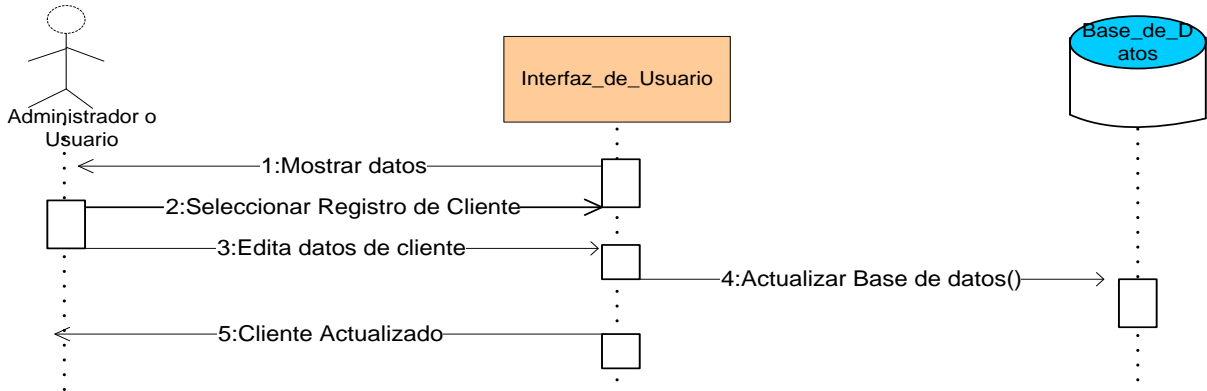 Administrador o
Usuario
Interfaz_de_Usuario
Base_de_D
atos
1:Mostrar datos
2:Seleccionar Registro de Cliente
3:Edita datos de cliente
4:Actualizar Base de datos()
5:Cliente Actualizado